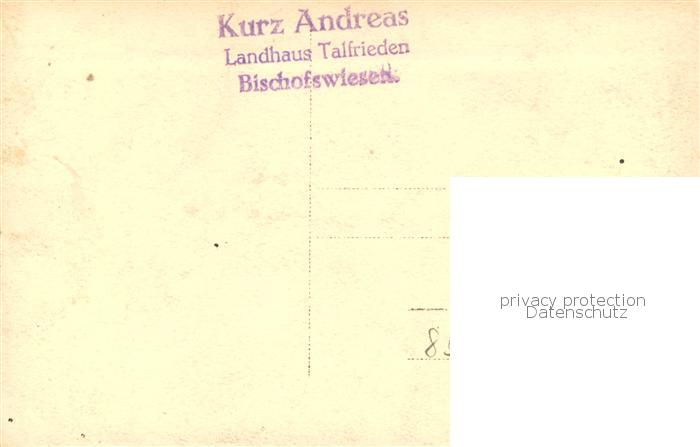 Kurz Andreas
Landhaus Talfrieden
Bischofswiesen.
privacy protection
Datenschutz